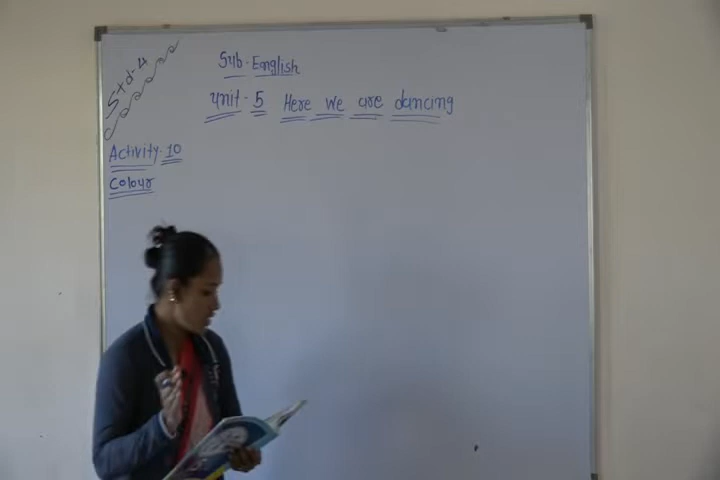 Std-4
Sub. English
Unit-5 Here we are dancing
Activity-10
Colour